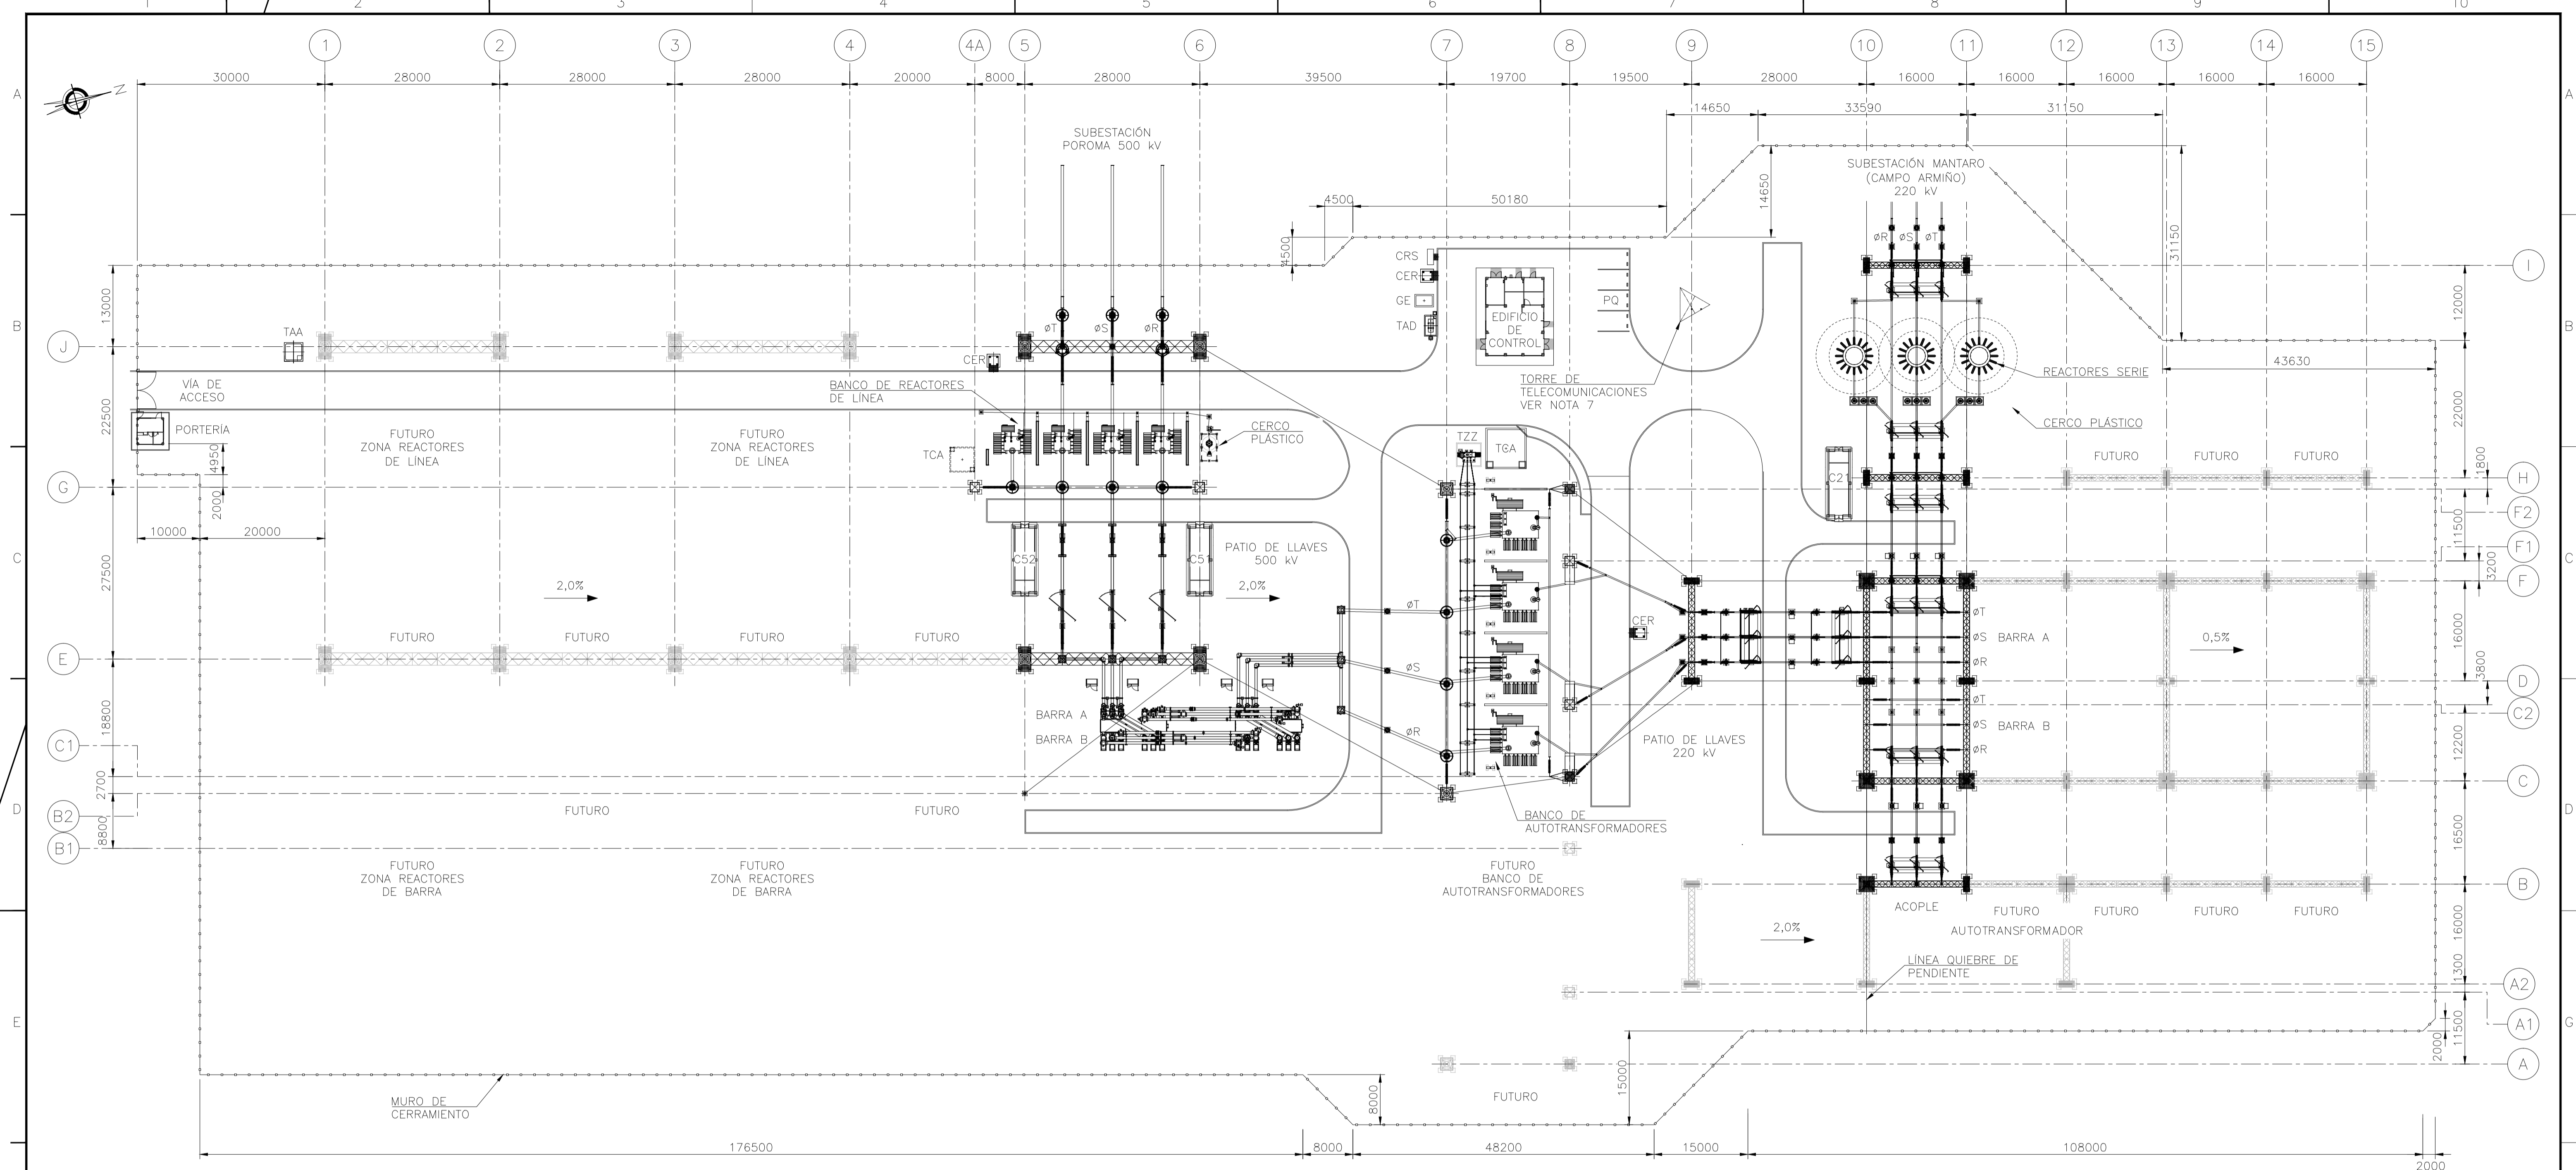 1 2 3 4 5 6 7 8 9 10
1 2 3 4 4A 5 6 7 8 9 10 11 12 13 14 15
30000 28000 28000 28000 20000 8000 28000 39500 19700 19500 28000 16000 16000 16000 16000 16000
A
A
N
14650 33590 31150
SUBESTACIÓN
POROMA 500 kV
SUBESTACIÓN MANTARO
(CAMPO ARMIÑO)
220 kV
14650
4500 50180
31150
4500
ØR ØS ØT
CRS
CER
GE
TAD
EDIFICIO
DE
CONTROL
PQ
I
13000
12000
B
B
TAA
ØT ØS ØR
J
CER
VÍA DE
ACCESO
BANCO DE REACTORES
DE LÍNEA
TORRE DE
TELECOMUNICACIONES
VER NOTA 7
REACTORES SERIE
43630
CERCO PLÁSTICO
22500
22000
PORTERÍA
FUTURO
ZONA REACTORES
DE LÍNEA
FUTURO
ZONA REACTORES
DE LÍNEA
CERCO
PLÁSTICO
4950
TCA
TZZ
TCA
FUTURO FUTURO FUTURO
1800
C21
G
H
2000
F2
10000 20000
11500
PATIO DE LLAVES
500 kV
C52
C51
F1
C
C
27500
3200
F
2,0%
2,0%
ØT
CER
ØT
ØS BARRA A
ØR
0,5%
16000
FUTURO FUTURO FUTURO FUTURO
E
ØS
3800
D
ØT
ØS BARRA B
ØR
C2
18800
BARRA A
BARRA B
ØR
PATIO DE LLAVES
220 kV
12200
C1
2700
C
B2
8800
D
D
FUTURO FUTURO
BANCO DE
AUTOTRANSFORMADORES
16500
B1
FUTURO
ZONA REACTORES
DE BARRA
FUTURO
ZONA REACTORES
DE BARRA
FUTURO
BANCO DE
AUTOTRANSFORMADORES
B
ACOPLE
FUTURO FUTURO FUTURO FUTURO
AUTOTRANSFORMADOR
2,0%
16000
LÍNEA QUIEBRE DE
PENDIENTE
1300
A2
E
G
11500
A1
2000
A
15000
8000
FUTURO
MURO DE
CERRAMIENTO
176500 8000 48200 15000 108000
2000